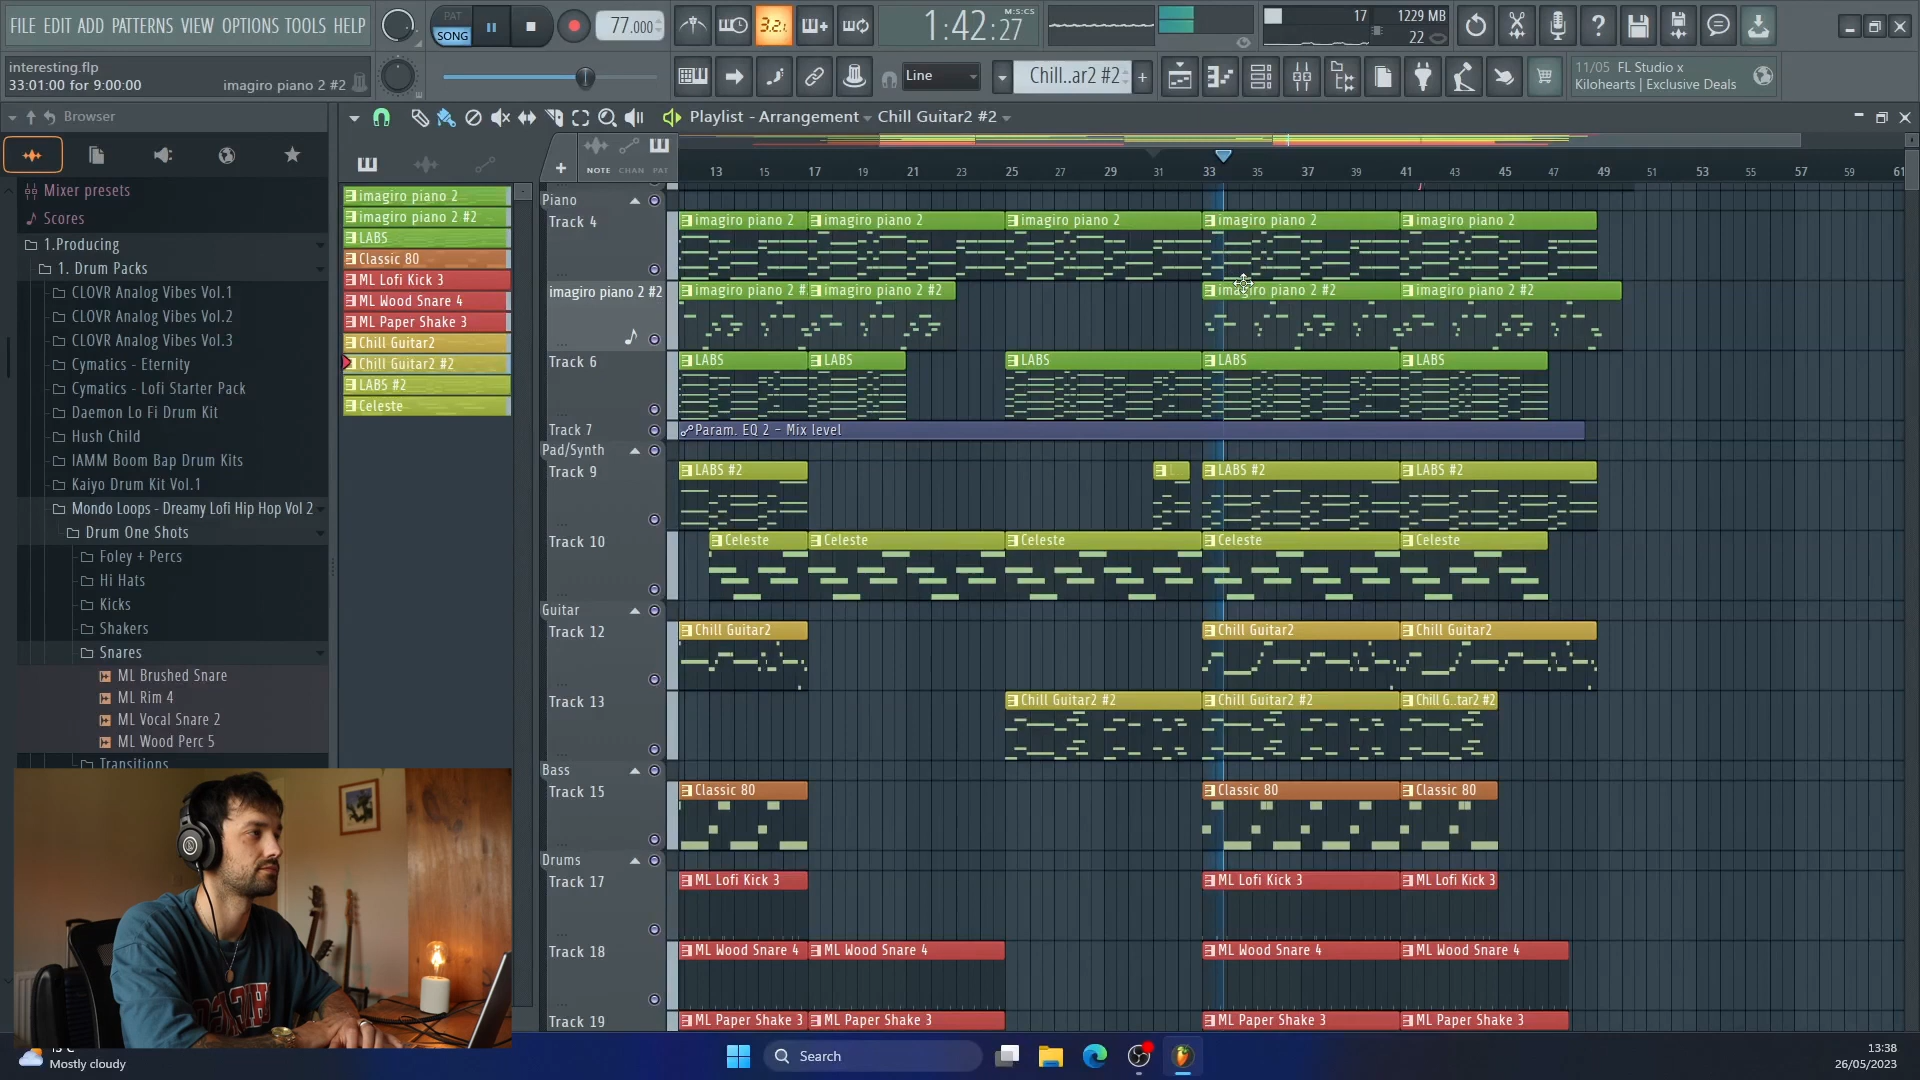 FILE EDIT ADD PATTERNS VIEW OPTIONS TOOLS HELP
PAT
SONG
77.000
3.2.
1:42:27
M:S:CS
17
1229 MB
22
interesting.flp
33:01:00 for 9:00:00
imagiro piano 2 #2
Line
Chill..ar2 #2
11/05 FL Studio x
Kilohearts | Exclusive Deals
Browser
Playlist - Arrangement
Chill Guitar2 #2
NOTE CHAN PAT
13 15 17 19 21 23 25 27 29 31 33 35 37 39 41 43 45 47 49 51 53 55 57 59 61
Mixer presets
Scores
1.Producing
1. Drum Packs
CLOVR Analog Vibes Vol.1
CLOVR Analog Vibes Vol.2
CLOVR Analog Vibes Vol.3
Cymatics - Eternity
Cymatics - Lofi Starter Pack
Daemon Lo Fi Drum Kit
Hush Child
IAMM Boom Bap Drum Kits
Kaiyo Drum Kit Vol.1
Mondo Loops - Dreamy Lofi Hip Hop Vol 2
Drum One Shots
Foley + Percs
Hi Hats
Kicks
Shakers
Snares
ML Brushed Snare
ML Rim 4
ML Vocal Snare 2
ML Wood Perc 5
Transitions
imagiro piano 2
imagiro piano 2 #2
LABS
Classic 80
ML Lofi Kick 3
ML Wood Snare 4
ML Paper Shake 3
Chill Guitar2
Chill Guitar2 #2
LABS #2
Celeste
Piano
Track 4
imagiro piano 2 imagiro piano 2 imagiro piano 2 imagiro piano 2 imagiro piano 2
imagiro piano 2 #2
imagiro piano 2 #. imagiro piano 2 #2 imagiro piano 2 #2 imagiro piano 2 #2
Track 6
LABS LABS LABS LABS LABS
Track 7
Param. EQ 2 - Mix level
Pad/Synth
Track 9
LABS #2 L LABS #2 LABS #2
Track 10
Celeste Celeste Celeste Celeste Celeste
Guitar
Track 12
Chill Guitar2 Chill Guitar2 Chill Guitar2
Track 13
Chill Guitar2 #2 Chill Guitar2 #2 Chill G..tar2 #2
Bass
Track 15
Classic 80 Classic 80 Classic 80
Drums
Track 17
ML Lofi Kick 3 ML Lofi Kick 3 ML Lofi Kick 3
Track 18
ML Wood Snare 4 ML Wood Snare 4 ML Wood Snare 4 ML Wood Snare 4
Track 19
ML Paper Shake 3 ML Paper Shake 3 ML Paper Shake 3 ML Paper Shake 3
Mostly cloudy
Search
13:38
26/05/2023